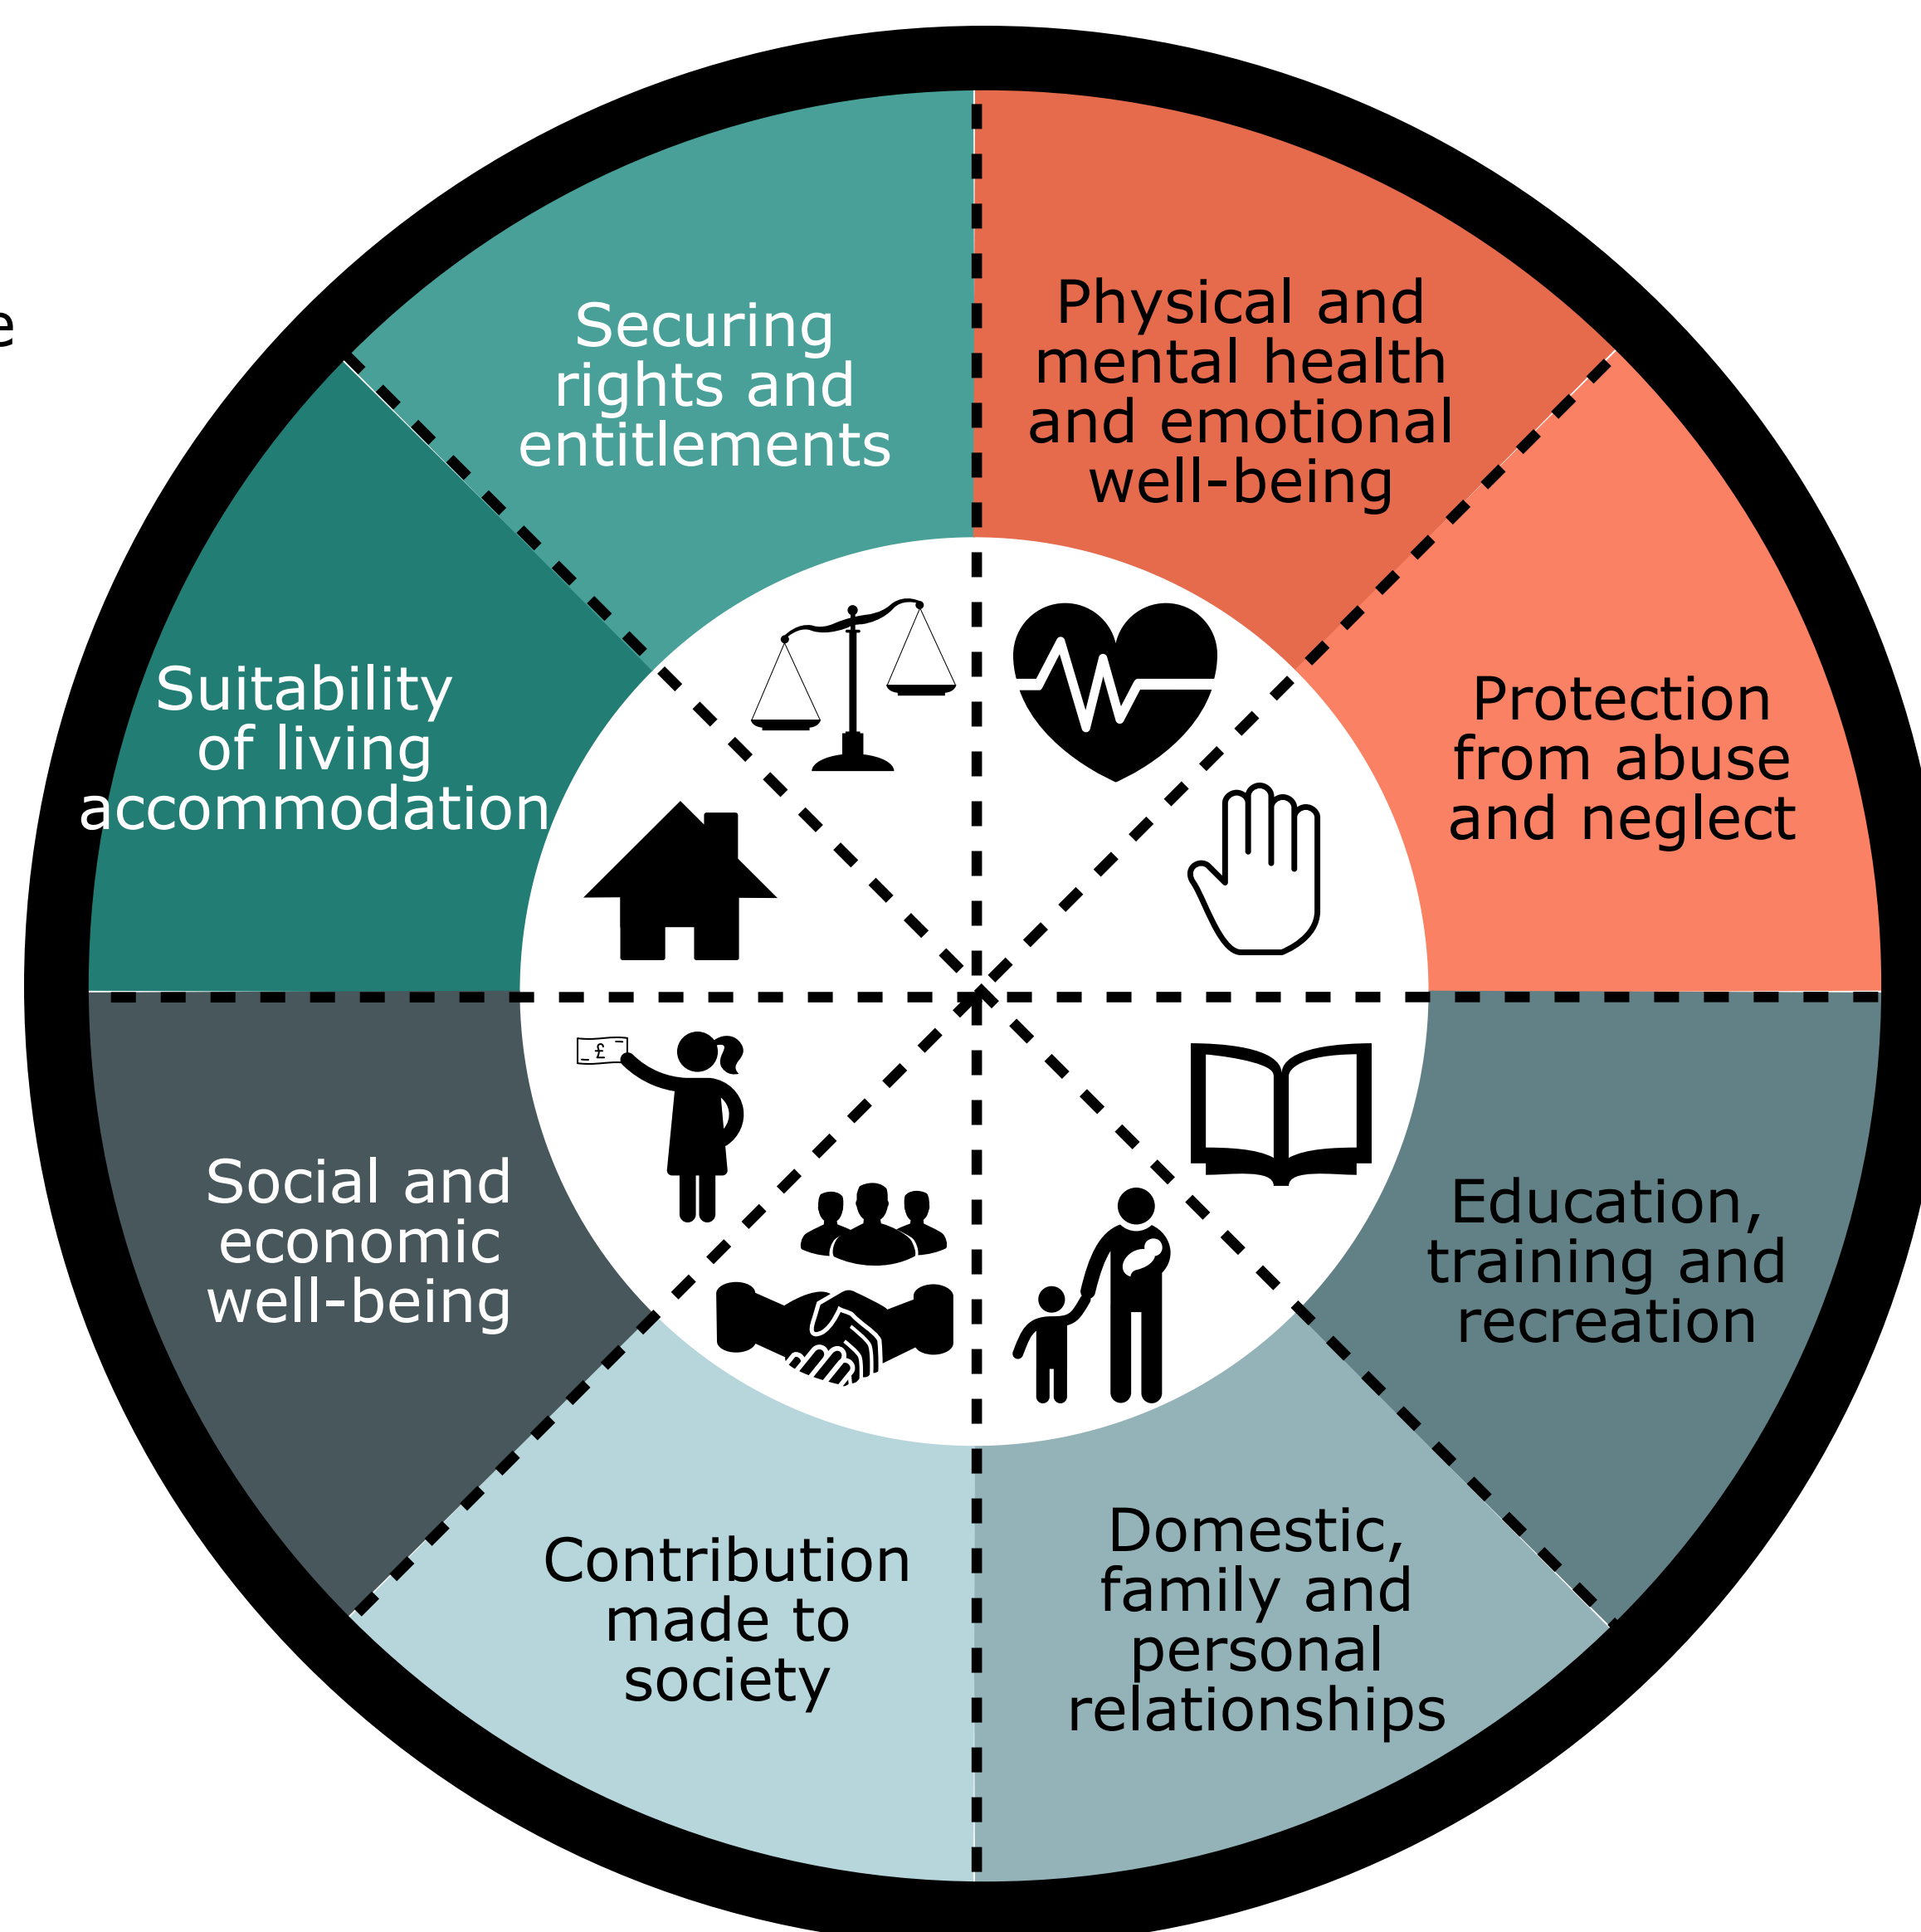 e
Securing
rights and
entitlements
Physical and
mental health
and emotional
well-being
Suitability
of living
accommodation
Protection
from abuse
and neglect
£
Social and
economic
well-being
Education,
training and
recreation
Contribution
made to
society
Domestic,
family and
personal
relationships